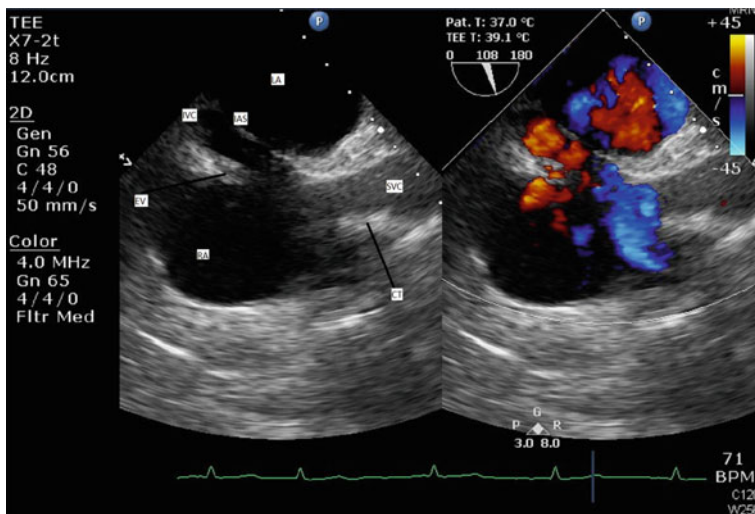 TEE
X7-2t
8 Hz
12.0cm
2D
Gen
Gn 56
C 48
4/4/0
50 mm/s
Color
4.0 MHz
Gn 65
4/4/0
Fltr Med
P
LA
IVC
IAS
SVC
EV
RA
CT
P
Pat. T: 37.0 °C
TEE T: 39.1 °C
0 108 180
+45
c
m
/
s
-45
G
P R
3.0 8.0
71
BPM